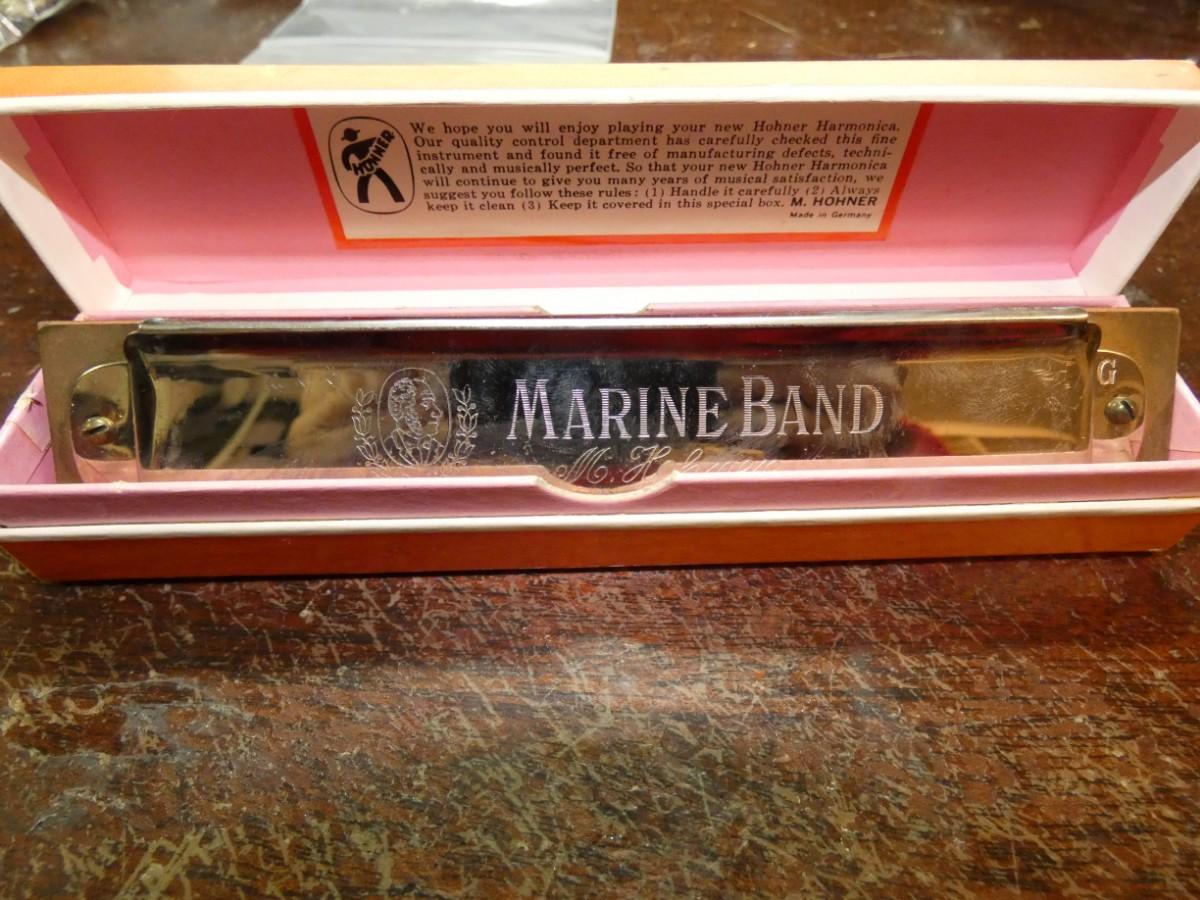 HOHNER
We hope you will enjoy playing your new Hohner Harmonica.
Our quality control department has carefully checked this fine
instrument and found it free of manufacturing defects, techni-
cally and musically perfect. So that your new Hohner Harmonica
will continue to give you many years of musical satisfaction, we
suggest you follow these rules: (1) Handle it carefully (2) Always
keep it clean (3) Keep it covered in this special box. M. HOHNER
Made in Germany
G
MARINE BAND
M.